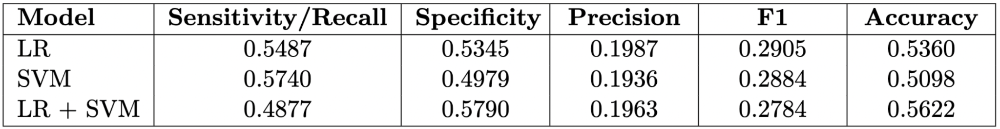 Model Sensitivity/Recall Specificity Precision F1 Accuracy
LR 0.5487 0.5345 0.1987 0.2905 0.5360
SVM 0.5740 0.4979 0.1936 0.2884 0.5098
LR + SVM 0.4877 0.5790 0.1963 0.2784 0.5622